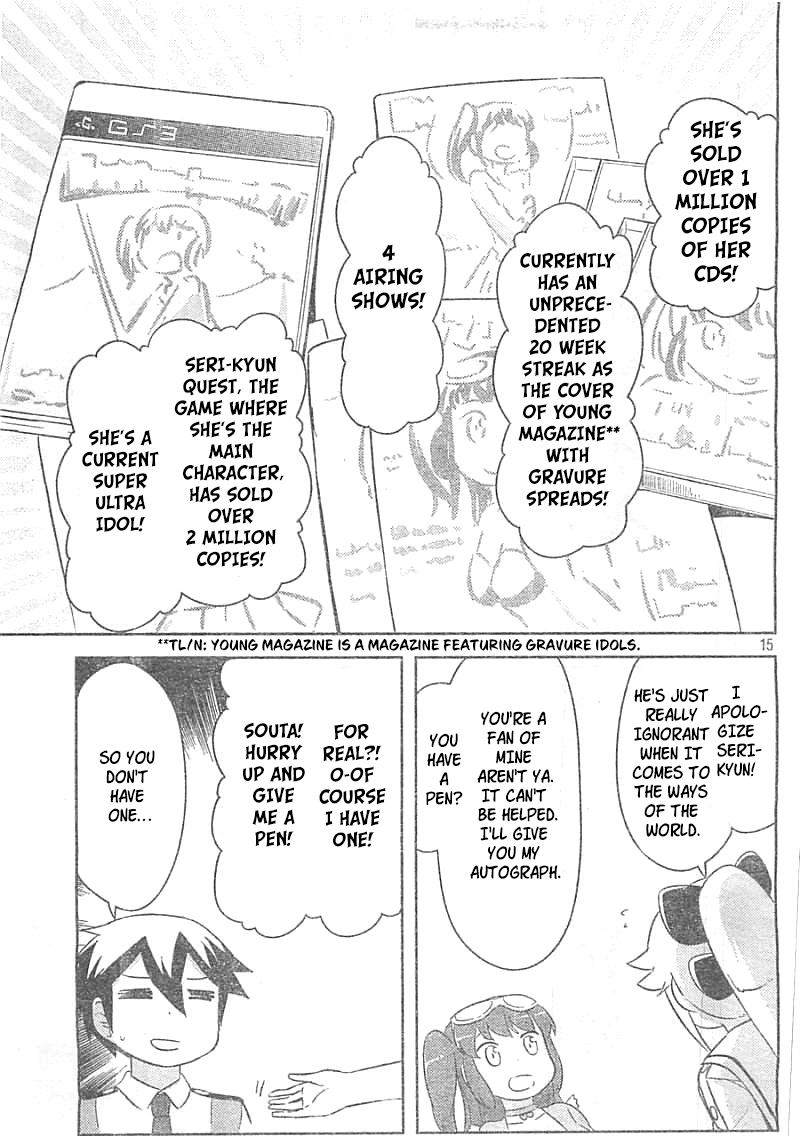 SHE'S
SOLD
OVER 1
MILLION
COPIES
OF HER
CDS!
CURRENTLY
HAS AN
UNPRECE-
DENTED
20 WEEK
STREAK AS
THE COVER
OF YOUNG
MAGAZINE**
WITH
GRAVURE
SPREADS!
4
AIRING
SHOWS!
GS3
SERI-KYUN
QUEST, THE
GAME WHERE
SHE'S THE
MAIN
CHARACTER,
HAS SOLD
OVER
2 MILLION
COPIES!
SHE'S A
CURRENT
SUPER
ULTRA
IDOL!
**TL/N: YOUNG MAGAZINE IS A MAGAZINE FEATURING GRAVURE IDOLS.
15
I
APOLO-
GIZE
SERI-
KYUN!
HE'S JUST
REALLY
IGNORANT
WHEN IT
COMES TO
THE WAYS
OF THE
WORLD.
YOU'RE A
FAN OF
MINE
AREN'T YA.
IT CAN'T
BE HELPED.
I'LL GIVE
YOU MY
AUTOGRAPH.
YOU
HAVE
A
PEN?
FOR
REAL?!
O-OF
COURSE
I HAVE
ONE!
SOUTA!
HURRY
UP AND
GIVE
ME A
PEN!
SO YOU
DON'T
HAVE
ONE...